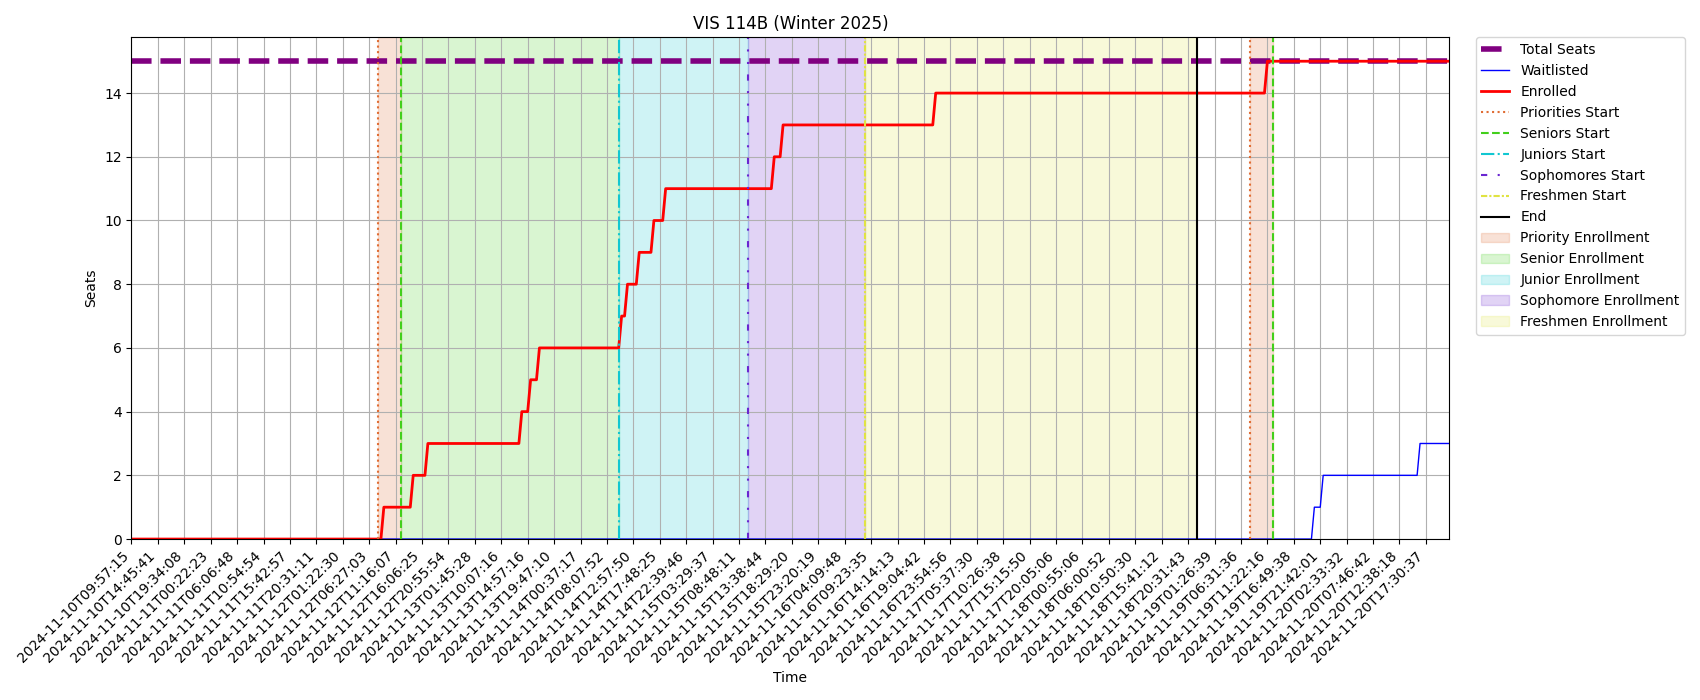 VIS 114B (Winter 2025)
Seats
14
12
10
8
6
4
2
0
2024-11-10T09:57:15
2024-11-10T14:45:41
2024-11-10T19:34:08
2024-11-11T00:22:23
2024-11-11T06:06:48
2024-11-11T10:54:54
2024-11-11T15:42:57
2024-11-11T20:31:11
2024-11-12T01:22:30
2024-11-12T06:27:03
2024-11-12T11:16:07
2024-11-12T16:06:25
2024-11-12T20:55:54
2024-11-13T01:45:28
2024-11-13T10:07:16
2024-11-13T14:57:16
2024-11-13T19:47:10
2024-11-14T00:37:17
2024-11-14T08:07:52
2024-11-14T12:57:50
2024-11-14T17:48:25
2024-11-14T22:39:46
2024-11-15T03:29:37
2024-11-15T08:48:11
2024-11-15T13:38:44
2024-11-15T18:29:20
2024-11-15T23:20:19
2024-11-16T04:09:48
2024-11-16T09:23:35
2024-11-16T14:14:13
2024-11-16T19:04:42
2024-11-16T23:54:56
2024-11-17T05:37:30
2024-11-17T10:26:38
2024-11-17T15:15:50
2024-11-17T20:05:06
2024-11-18T00:55:06
2024-11-18T06:00:52
2024-11-18T10:50:30
2024-11-18T15:41:12
2024-11-18T20:31:43
2024-11-19T01:26:39
2024-11-19T06:31:36
2024-11-19T11:22:16
2024-11-19T16:49:38
2024-11-19T21:42:01
2024-11-20T02:33:32
2024-11-20T07:46:42
2024-11-20T12:38:18
2024-11-20T17:30:37
Time
Total Seats
Waitlisted
Enrolled
Priorities Start
Seniors Start
Juniors Start
Sophomores Start
Freshmen Start
End
Priority Enrollment
Senior Enrollment
Junior Enrollment
Sophomore Enrollment
Freshmen Enrollment